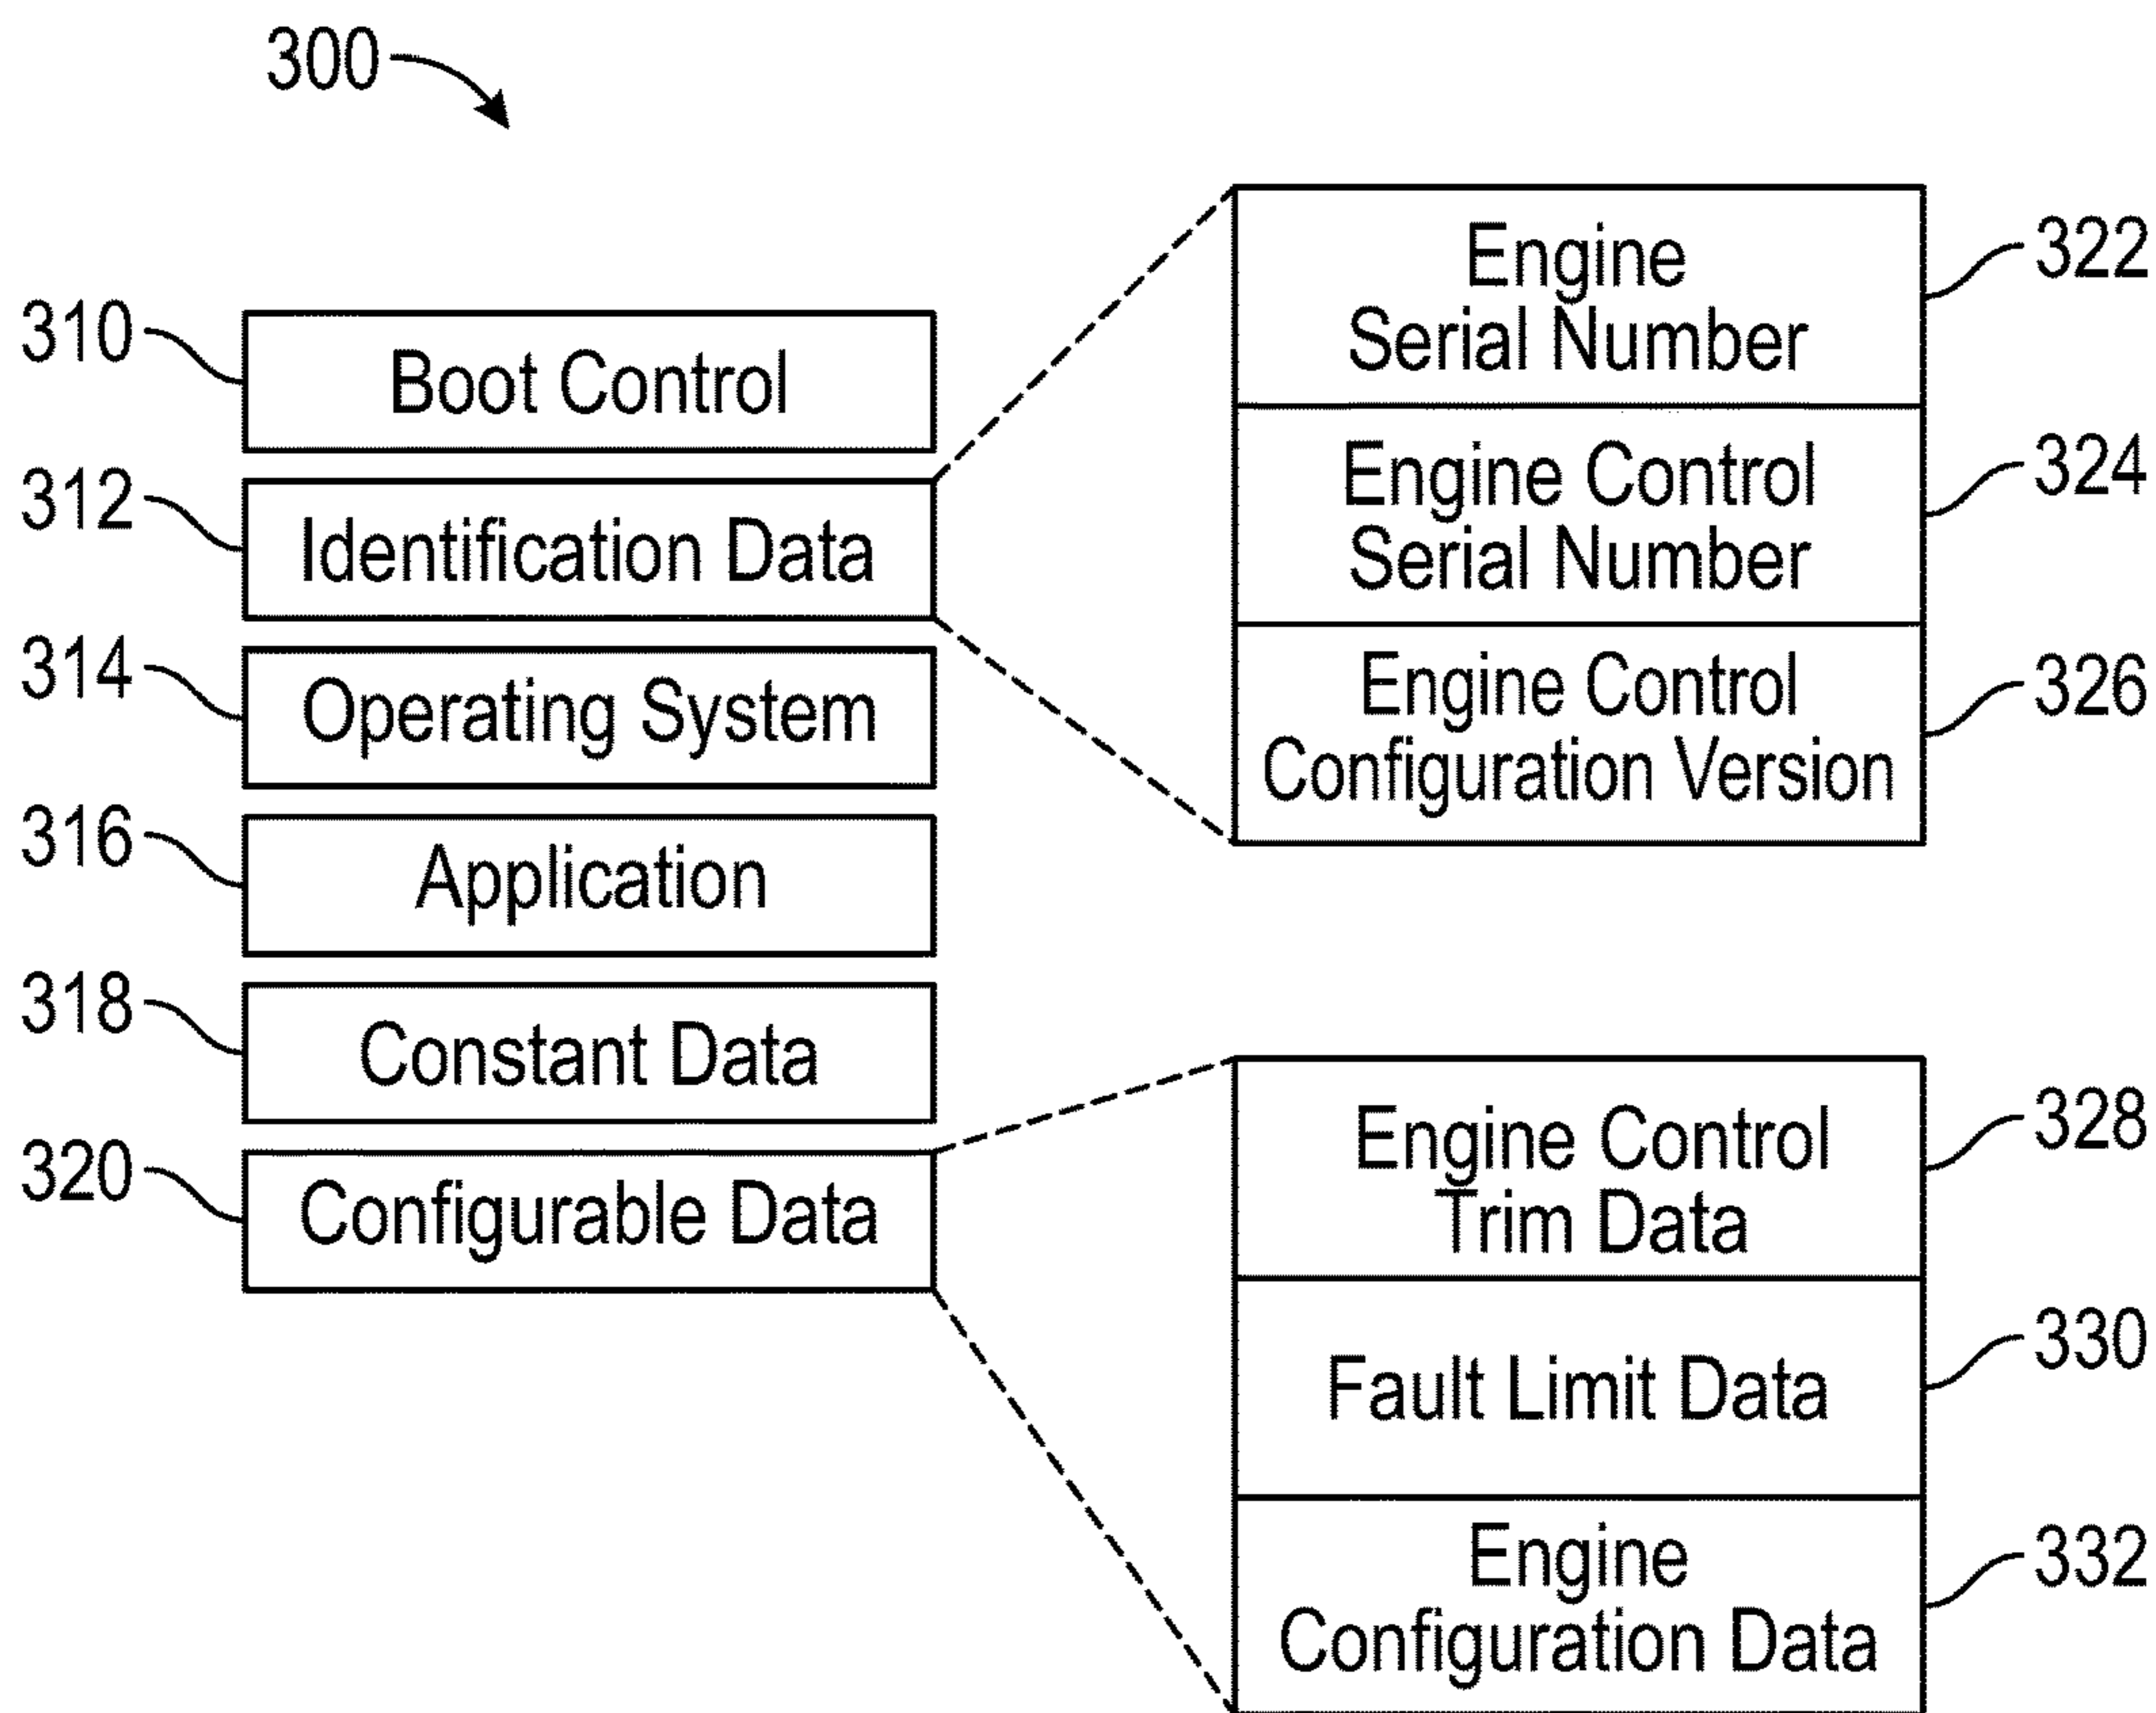 300
310
Boot Control
312
Identification Data
314
Operating System
316
Application
318
Constant Data
320
Configurable Data
Engine
Serial Number
322
Engine Control
Serial Number
324
Engine Control
Configuration Version
326
Engine Control
Trim Data
328
Fault Limit Data
330
Engine
Configuration Data
332